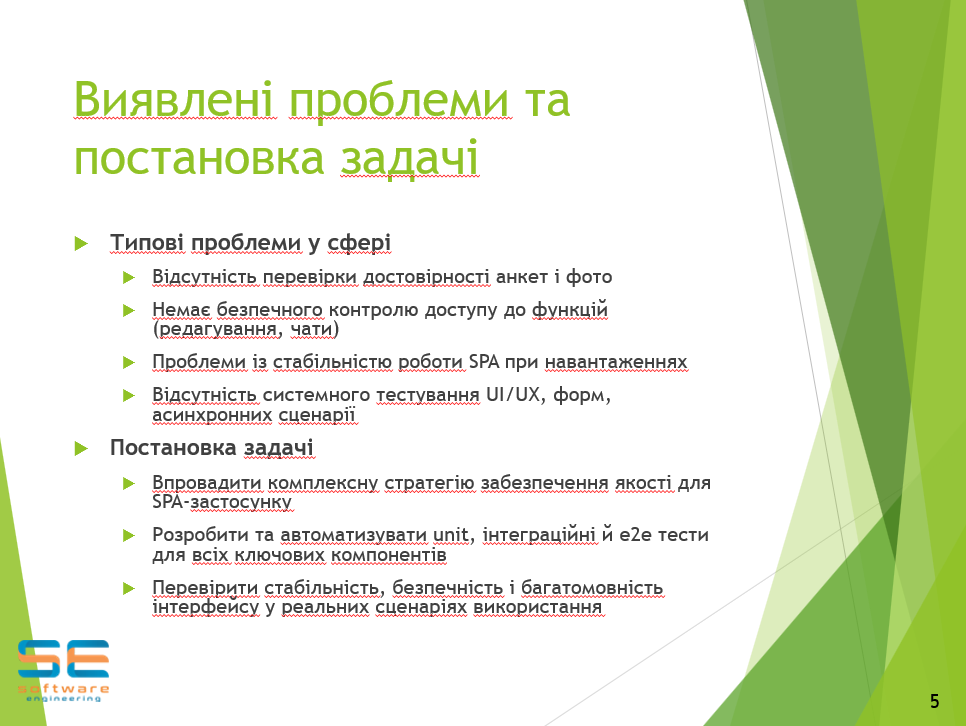 Виявлені проблеми та
постановка задачі
Типові проблеми у сфері
Відсутність перевірки достовірності анкет і фото
Немає безпечного контролю доступу до функцій
(редагування, чати)
Проблеми із стабільністю роботи SPA при навантаженнях
Відсутність системного тестування UI/UX, форм,
асинхронних сценарії
Постановка задачі
Впровадити комплексну стратегію забезпечення якості для
SPA-застосунку
Розробити та автоматизувати unit, інтеграційні й e2e тести
для всіх ключових компонентів
Перевірити стабільність, безпечність і багатомовність
інтерфейсу у реальних сценаріях використання
SE
software
engineering
5